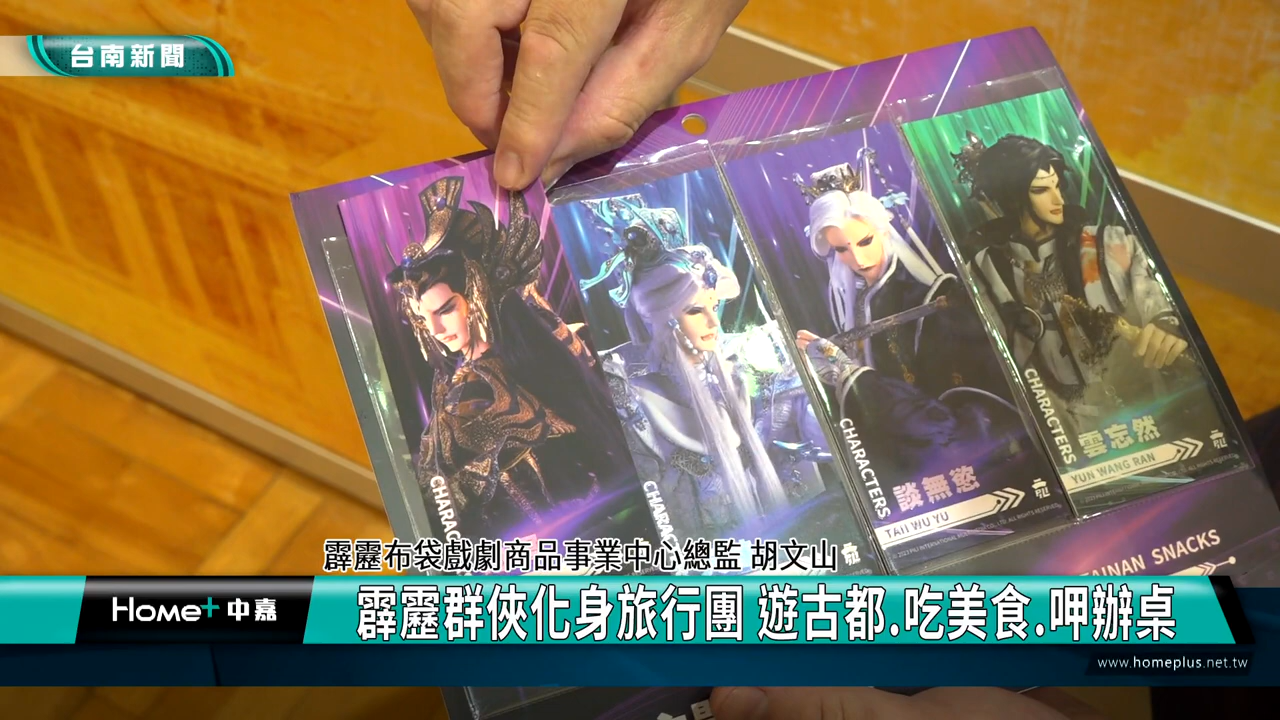 台南新聞
CHARAC
CHARACT
CHARACTERS
談無慾
TAN WU YU
CHARACTERS
雲忘然
YUN WANG RAN
TAINAN SNACKS
霹靂布袋戲劇商品事業中心總監 胡文山
Home+ 中嘉
霹靂群俠化身旅行團 遊古都.吃美食.呷辦桌
www.homeplus.net.tw